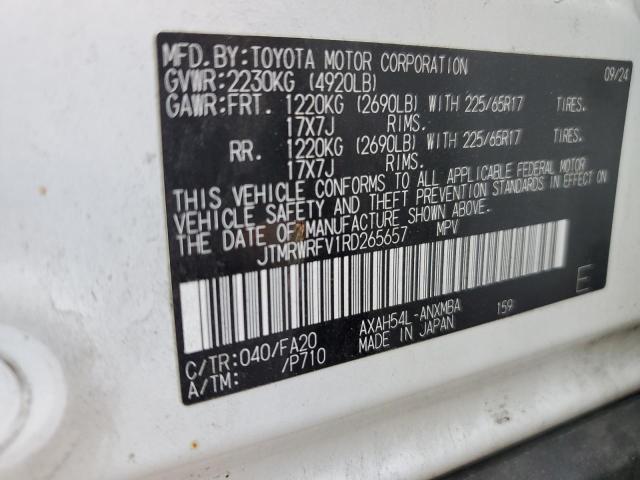 MFD.BY:TOYOTA MOTOR CORPORATION 09/24
GVWR:2230KG (4920LB)
GAWR:FRT. 1220KG (2690LB) WITH 225/65R17 TIRES.
17X7J RIMS.
RR. 1220KG (2690LB) WITH 225/65R17 TIRES.
17X7J RIMS.
THIS VEHICLE CONFORMS TO ALL APPLICABLE FEDERAL MOTOR
VEHICLE SAFETY AND THEFT PREVENTION STANDARDS IN EFFECT ON
THE DATE OF MANUFACTURE SHOWN ABOVE.
JTMRWRFV1RD265657 MPV
E
C/TR:040/FA20 AXAH54L-ANXMBA 159
A/TM: /P710 MADE IN JAPAN